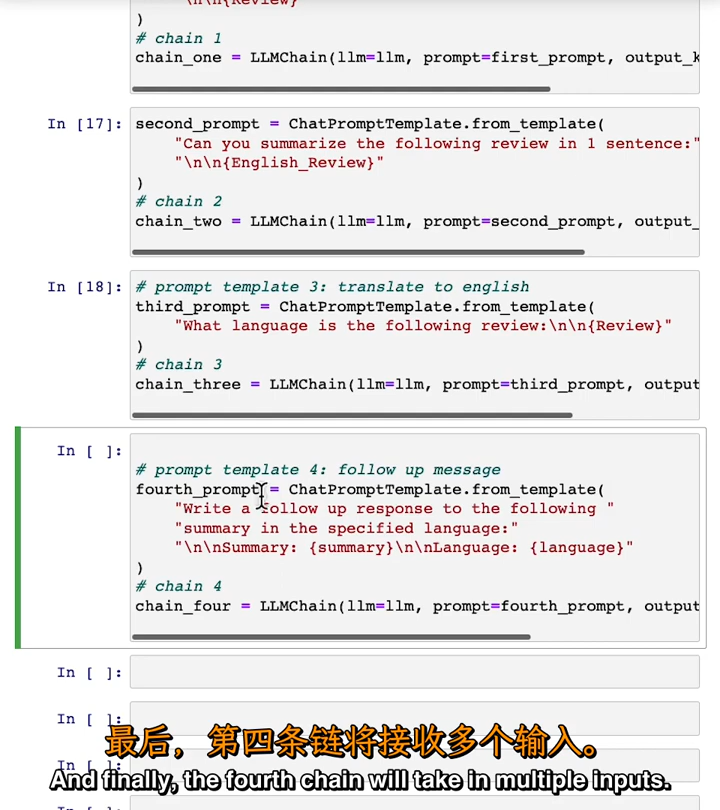 "\n\n{Review}"
)
# chain 1
chain_one = LLMChain(llm=llm, prompt=first_prompt, output_k
In [17]: second_prompt = ChatPromptTemplate.from_template(
"Can you summarize the following review in 1 sentence:"
"\n\n{English_Review}"
)
# chain 2
chain_two = LLMChain(llm=llm, prompt=second_prompt, output_
In [18]: # prompt template 3: translate to english
third_prompt = ChatPromptTemplate.from_template(
"What language is the following review:\n\n{Review}"
)
# chain 3
chain_three = LLMChain(llm=llm, prompt=third_prompt, output
In [ ]:
# prompt template 4: follow up message
fourth_prompt = ChatPromptTemplate.from_template(
"Write a follow up response to the following "
"summary in the specified language:"
"\n\nSummary: {summary}\n\nLanguage: {language}"
)
# chain 4
chain_four = LLMChain(llm=llm, prompt=fourth_prompt, output
In [ ]:
In [ ]:
最后，第四条链将接收多个输入。
In [ ]:
And finally, the fourth chain will take in multiple inputs.